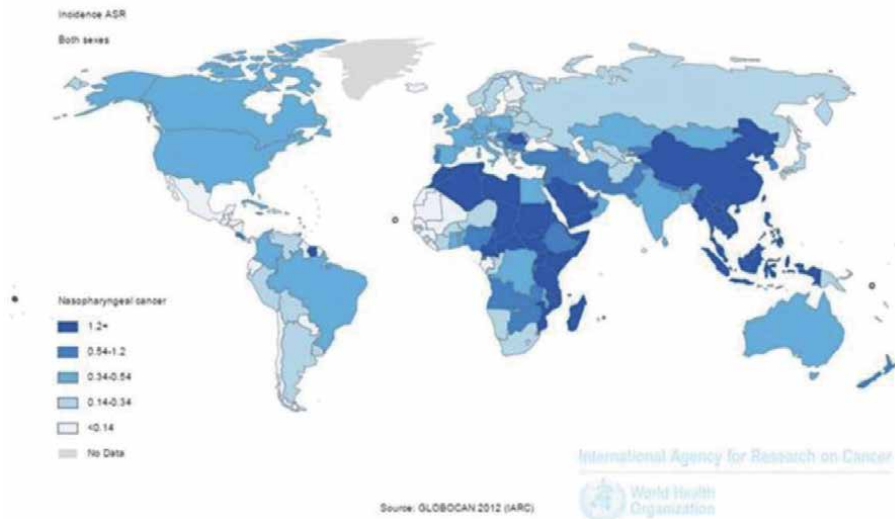 Incidence ASR
Both sexes
Nasopharyngeal cancer
1.2+
0.54-1.2
0.34-0.54
0.14-0.34
<0.14
No Data
International Agency for Research on Cancer
World Health
Organization
Source: GLOBOCAN 2012 (IARC)